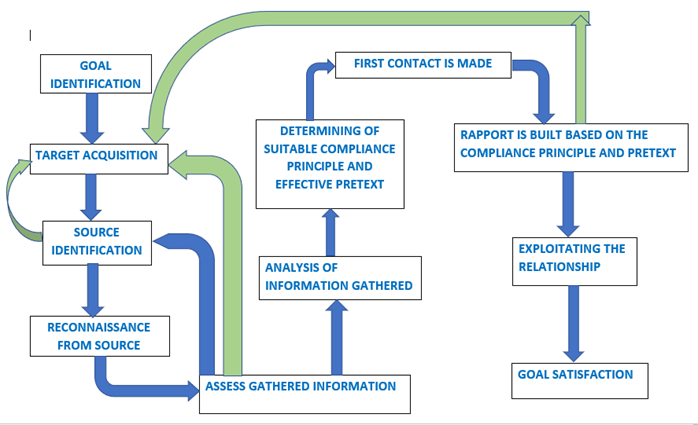 GOAL
IDENTIFICATION
TARGET ACQUISITION
SOURCE
IDENTIFICATION
RECONNAISSANCE
FROM SOURCE
ASSESS GATHERED INFORMATION
ANALYSIS OF
INFORMATION GATHERED
DETERMINING OF
SUITABLE COMPLIANCE
PRINCIPLE AND
EFFECTIVE PRETEXT
FIRST CONTACT IS MADE
RAPPORT IS BUILT BASED ON THE
COMPLIANCE PRINCIPLE AND PRETEXT
EXPLOITATING THE
RELATIONSHIP
GOAL SATISFACTION